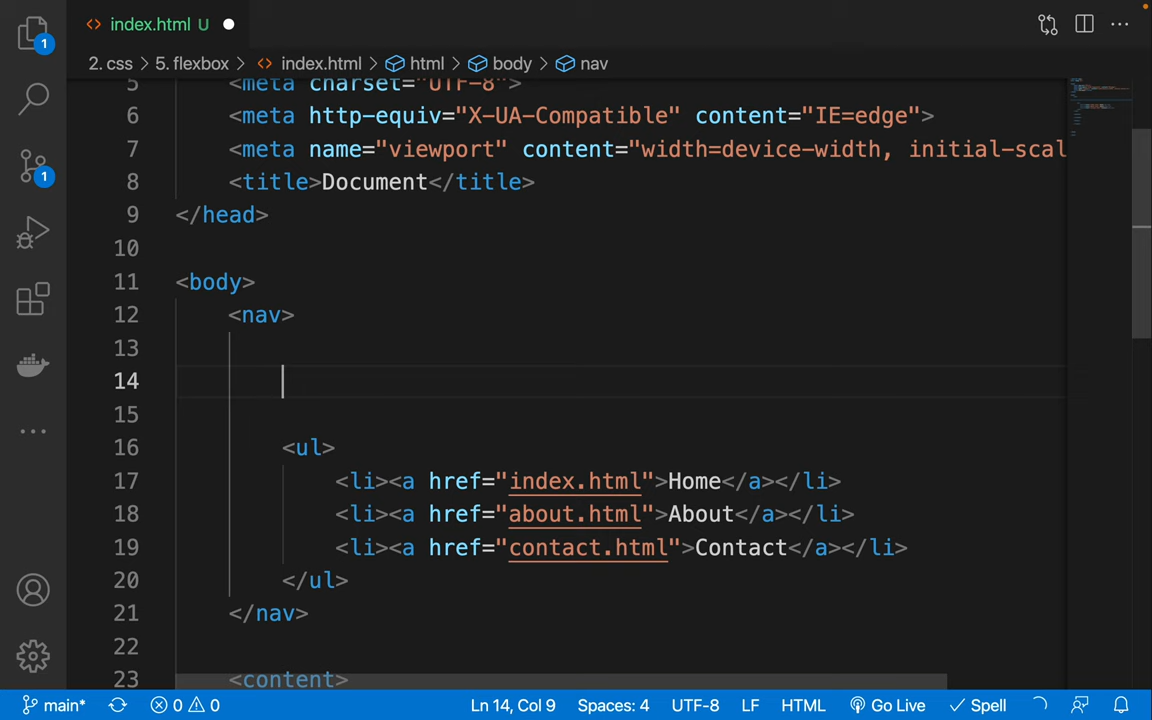 index.html U
2. css > 5. flexbox > index.html > html > body > nav
5 <meta charset="UTF-8">
6 <meta http-equiv="X-UA-Compatible" content="IE=edge">
7 <meta name="viewport" content="width=device-width, initial-scal
8 <title>Document</title>
9 </head>
10
11 <body>
12 <nav>
13
14
15
16 <ul>
17 <li><a href="index.html">Home</a></li>
18 <li><a href="about.html">About</a></li>
19 <li><a href="contact.html">Contact</a></li>
20 </ul>
21 </nav>
22
23 <content>
1
1
main* 0 0 Ln 14, Col 9 Spaces: 4 UTF-8 LF HTML Go Live Spell